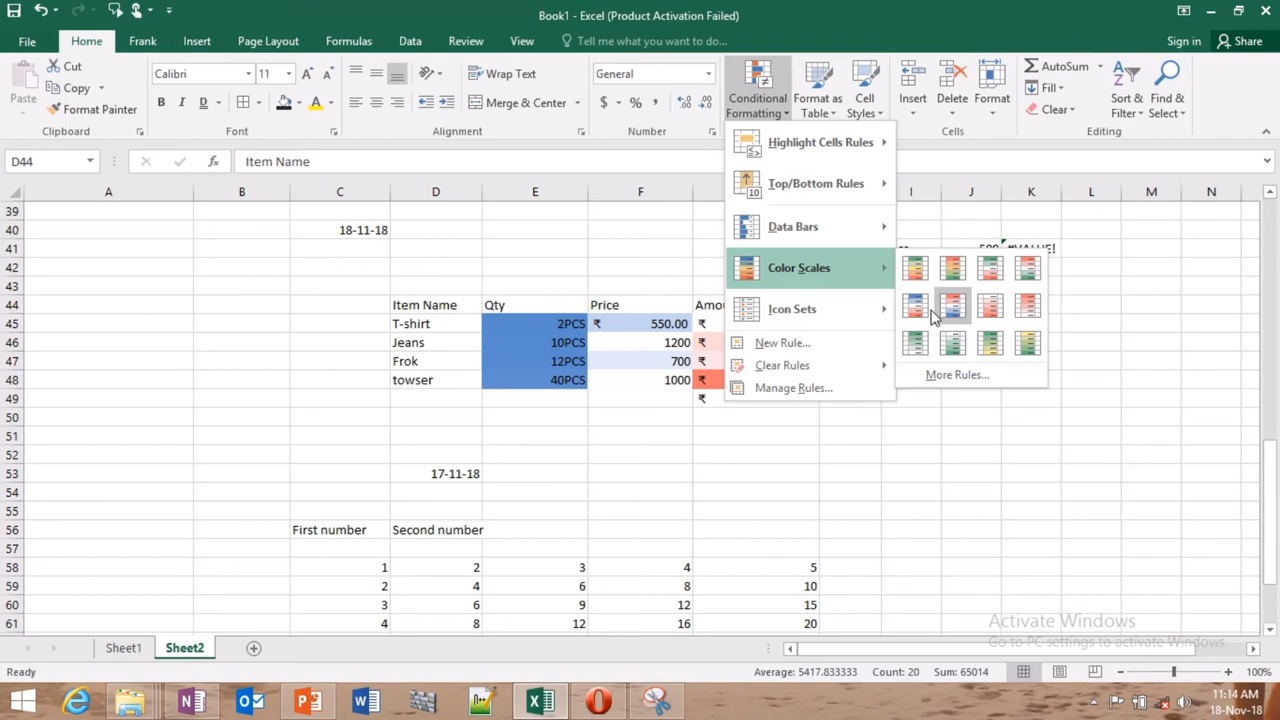 Book1 - Excel (Product Activation Failed)
File Home Frank Insert Page Layout Formulas Data Review View Tell me what you want to do... Sign in Share
Cut
Copy
Format Painter
Paste
Clipboard
Calibri 11
B I D
Font
Wrap Text
Merge & Center
Alignment
General
$ % ,
Number
Conditional Formatting
Format as Table
Cell Styles
Insert Delete Format
Cells
AutoSum
Fill
Clear
Sort & Filter
Find & Select
Editing
D44 fx Item Name
Highlight Cells Rules
Top/Bottom Rules
Data Bars
Color Scales
Icon Sets
New Rule...
Clear Rules
Manage Rules...
More Rules...
A B C D E F I J K L M N
39
40 18-11-18
41 #VALUE!
42
43
44 Item Name Qty Price
45 T-shirt 2PCS ₹ 550.00 ₹
46 Jeans 10PCS 1200 ₹
47 Frok 12PCS 700 ₹
48 towser 40PCS 1000 ₹
49 ₹
50
51
52
53 17-11-18
54
55
56 First number Second number
57
58 1 2 3 4 5
59 2 4 6 8 10
60 3 6 9 12 15
61 4 8 12 16 20
Activate Windows
Go to PC settings to activate Windows.
Sheet1 Sheet2
Ready Average: 5417.833333 Count: 20 Sum: 65014 100%
11:14 AM
18-Nov-18